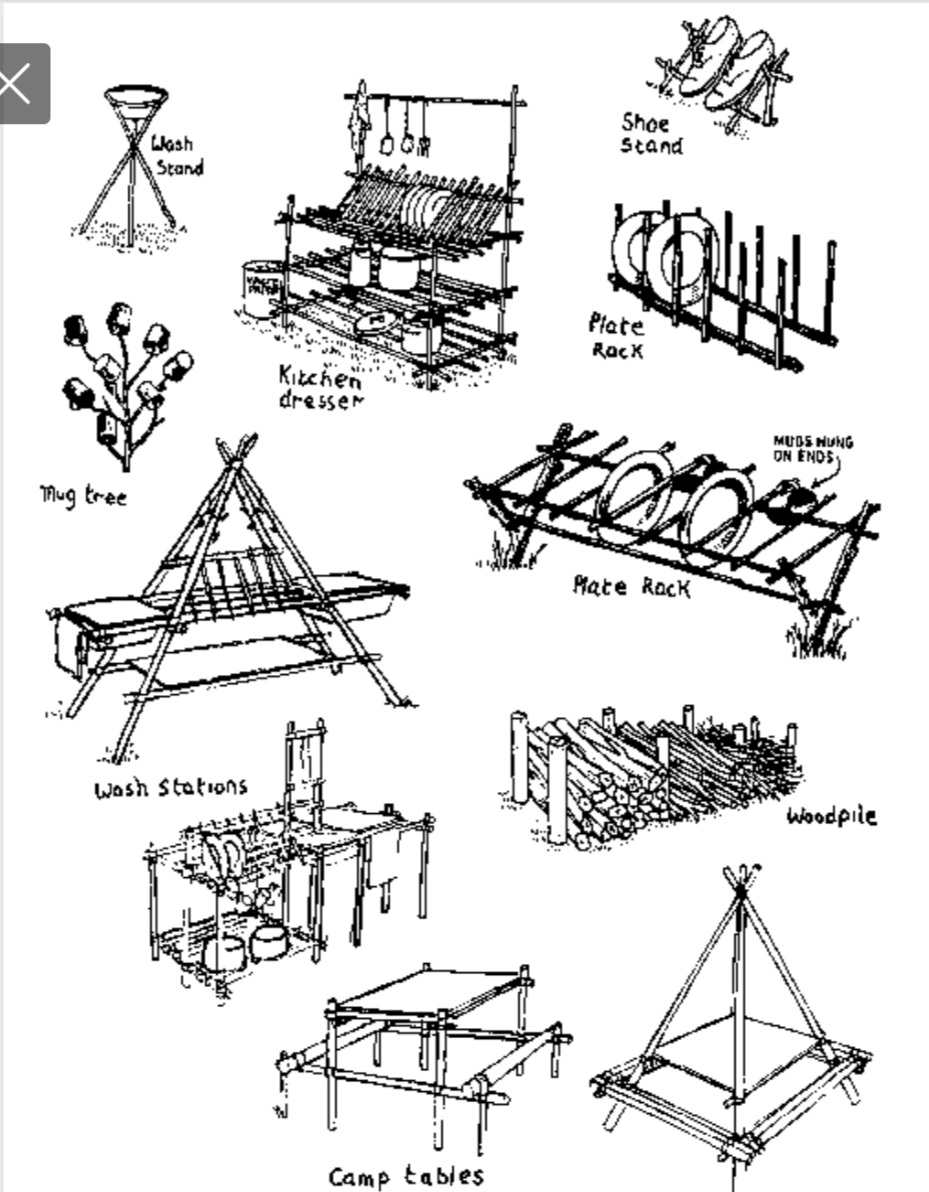 Shoe
Stand
Wash
Stand
Plate
Rack
Kitchen
dresser
MUGS HUNG
ON ENDS
Mug tree
Plate Rack
Wash Stations
Woodpile
Camp tables